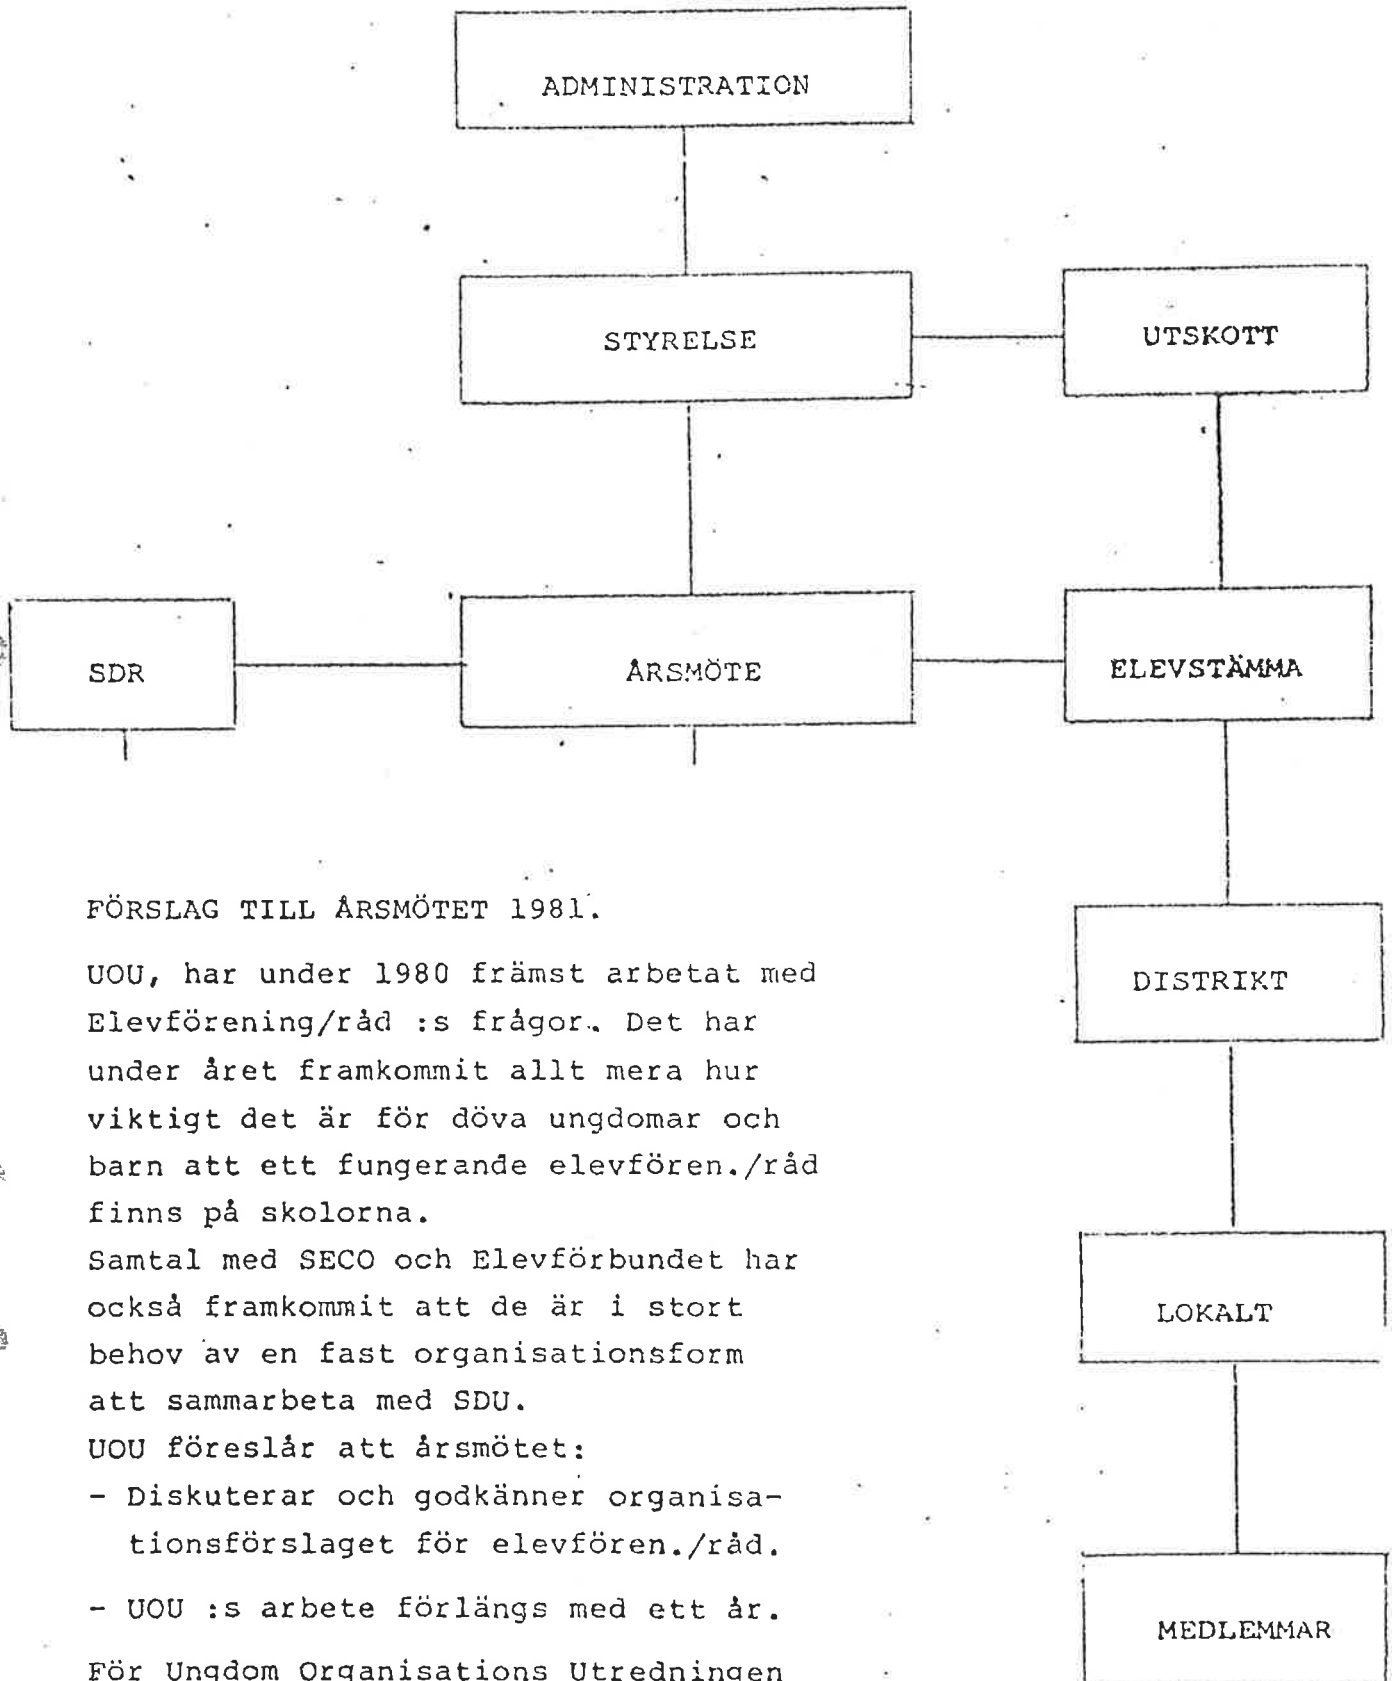 ADMINISTRATION
STYRELSE
UTSKOTT
SDR
ÅRSMÖTE
ELEVSTÄMMA
FÖRSLAG TILL ÅRSMÖTET 1981.
UOU, har under 1980 främst arbetat med
Elevförening/råd :s frågor. Det har
under året framkommit allt mera hur
viktigt det är för döva ungdomar och
barn att ett fungerande elevfören./råd
finns på skolorna.
Samtal med SECO och Elevförbundet har
också framkommit att de är i stort
behov av en fast organisationsform
att sammarbeta med SDU.
UOU föreslår att årsmötet:
- Diskuterar och godkänner organisa-
tionsförslaget för elevfören./råd.
- UOU :s arbete förlängs med ett år.
För Ungdom Organisations Utredningen
DISTRIKT
LOKALT
MEDLEMMAR